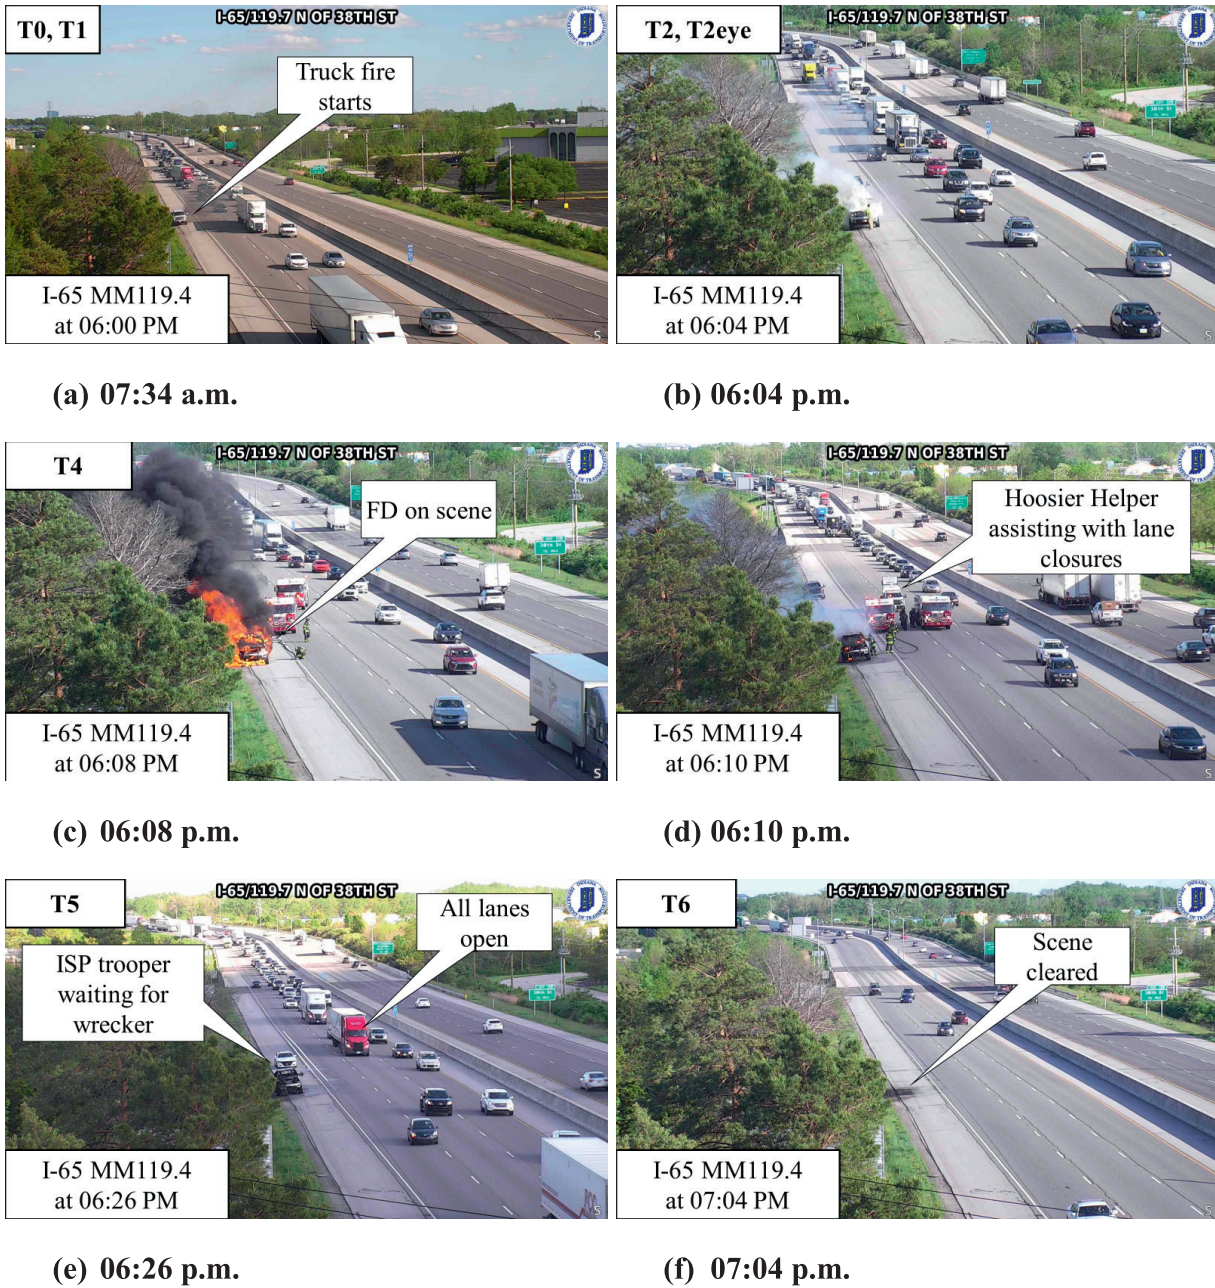 I-65/119.7 N OF 38TH ST
T0, T1
Truck fire
starts
I-65 MM119.4
at 06:00 PM
S
(a) 07:34 a.m.
I-65/119.7 N OF 38TH ST
T2, T2eye
I-65 MM119.4
at 06:04 PM
S
(b) 06:04 p.m.
I-65/119.7 N OF 38TH ST
T4
FD on scene
I-65 MM119.4
at 06:08 PM
S
(c) 06:08 p.m.
I-65/119.7 N OF 38TH ST
Hoosier Helper
assisting with lane
closures
I-65 MM119.4
at 06:10 PM
S
(d) 06:10 p.m.
I-65/119.7 N OF 38TH ST
T5
All lanes
open
ISP trooper
waiting for
wrecker
I-65 MM119.4
at 06:26 PM
S
(e) 06:26 p.m.
I-65/119.7 N OF 38TH ST
T6
Scene
cleared
I-65 MM119.4
at 07:04 PM
S
(f) 07:04 p.m.